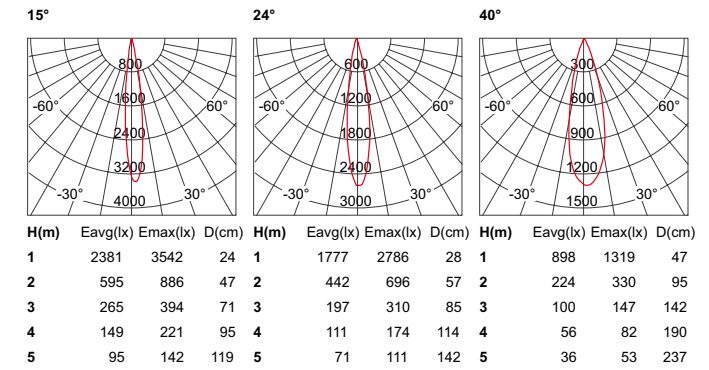 15° 24° 40°
800 600 300
1600 1200 600
-60° 60° -60° 60° -60° 60°
2400 1800 900
3200 2400 1200
-30° 30° -30° 30° -30° 30°
4000 3000 1500
H(m) Eavg(lx) Emax(lx) D(cm) H(m) Eavg(lx) Emax(lx) D(cm) H(m) Eavg(lx) Emax(lx) D(cm)
1 2381 3542 24 1 1777 2786 28 1 898 1319 47
2 595 886 47 2 442 696 57 2 224 330 95
3 265 394 71 3 197 310 85 3 100 147 142
4 149 221 95 4 111 174 114 4 56 82 190
5 95 142 119 5 71 111 142 5 36 53 237